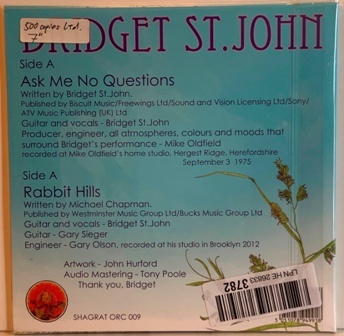 500 copies Ltd.
7"
BRIDGET ST.JOHN
Side A
Ask Me No Questions
Written by Bridget St.John.
Published by Biscuit Music/Freewings Ltd/Sound and Vision Licensing Ltd/Sony/
ATV Music Publishing (UK) Ltd
Guitar and vocals - Bridget St.John
Producer, engineer, all atmospheres, colours and moods that
surround Bridget's performance - Mike Oldfield
recorded at Mike Oldfield's home studio, Hergest Ridge, Herefordshire
September 3 1975
Side A
Rabbit Hills
Written by Michael Chapman.
Published by Westminster Music Group Ltd/Bucks Music Group Ltd
Guitar and vocals - Bridget St.John
Guitar - Gary Sieger
Engineer - Gary Olson, recorded at his studio in Brooklyn 2012
Artwork - John Hurford
Audio Mastering - Tony Poole
Thank you, Bridget
SHAGRAT ORC 009
3782